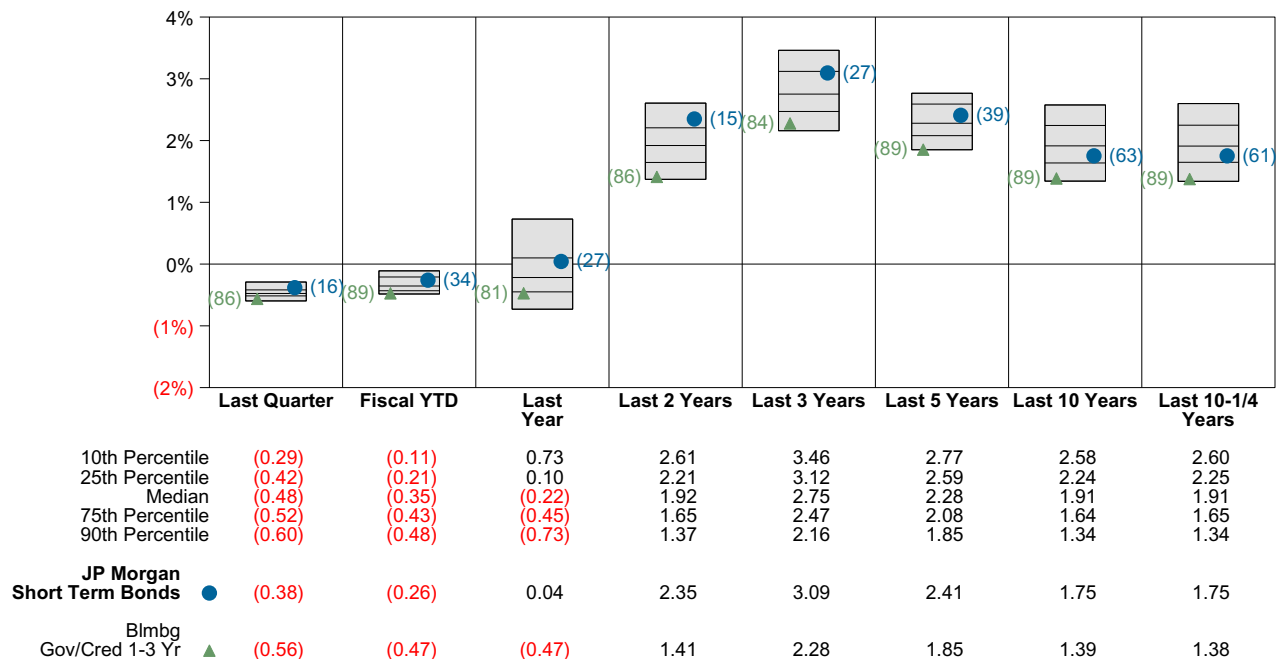 4%
3%
2%
1%
0%
(1%)
(2%)
(16) (34) (27) (15) (27) (39) (63) (61)
(86) (89) (81) (86) (84) (89) (89) (89)
Last Quarter Fiscal YTD Last Year Last 2 Years Last 3 Years Last 5 Years Last 10 Years Last 10-1/4 Years
10th Percentile (0.29) (0.11) 0.73 2.61 3.46 2.77 2.58 2.60
25th Percentile (0.42) (0.21) 0.10 2.21 3.12 2.59 2.24 2.25
Median (0.48) (0.35) (0.22) 1.92 2.75 2.28 1.91 1.91
75th Percentile (0.52) (0.43) (0.45) 1.65 2.47 2.08 1.64 1.65
90th Percentile (0.60) (0.48) (0.73) 1.37 2.16 1.85 1.34 1.34
JP Morgan
Short Term Bonds (0.38) (0.26) 0.04 2.35 3.09 2.41 1.75 1.75
Blmbg
Gov/Cred 1-3 Yr (0.56) (0.47) (0.47) 1.41 2.28 1.85 1.39 1.38